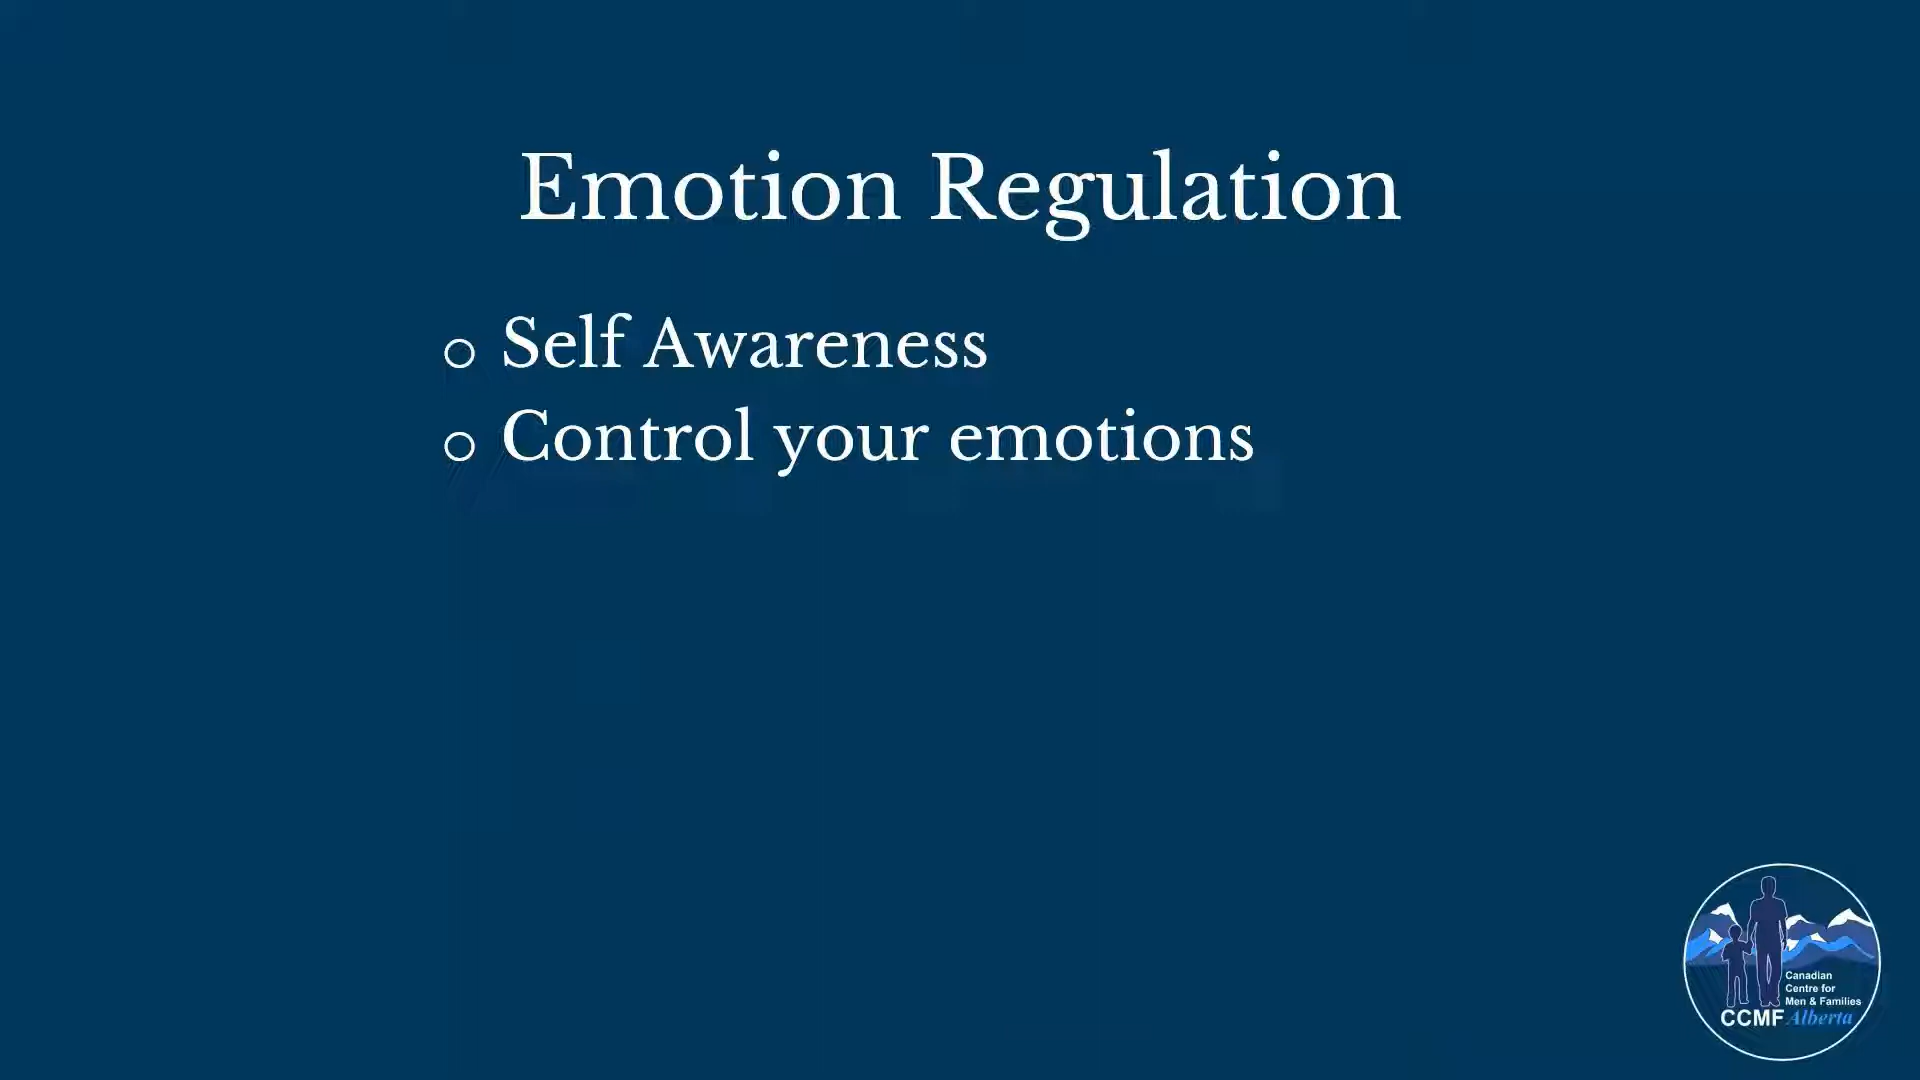 Emotion Regulation
o Self Awareness
o Control your emotions
Canadian
Centre for
Men & Families
CCMF Alberta